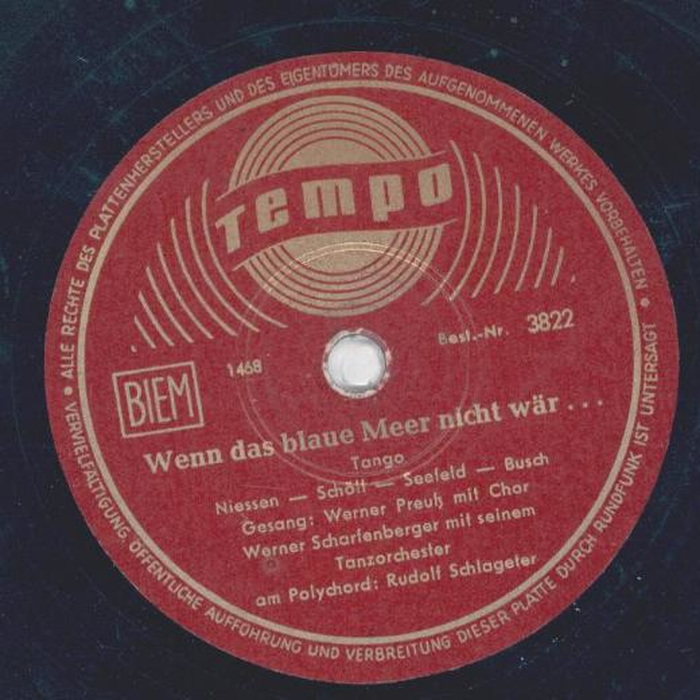 ALLE RECHTE DES PLATTENHERSTELLERS UND DES EIGENTÜMERS DES AUFGENOMMENEN WERKES VORBEHALTEN •
Tempo
Best.-Nr. 3822
1468
BIEM
Wenn das blaue Meer nicht wär . . .
Tango
Niessen — Schöll — Seefeld — Busch
Gesang: Werner Preuß mit Chor
Werner Scharfenberger mit seinem
Tanzorchester
am Polychord: Rudolf Schlageter
• VERVIELFÄLTIGUNG ÖFFENTLICHE AUFFÜHRUNG UND VERBREITUNG DIESER PLATTE DURCH RUNDFUNK IST UNTERSAGT